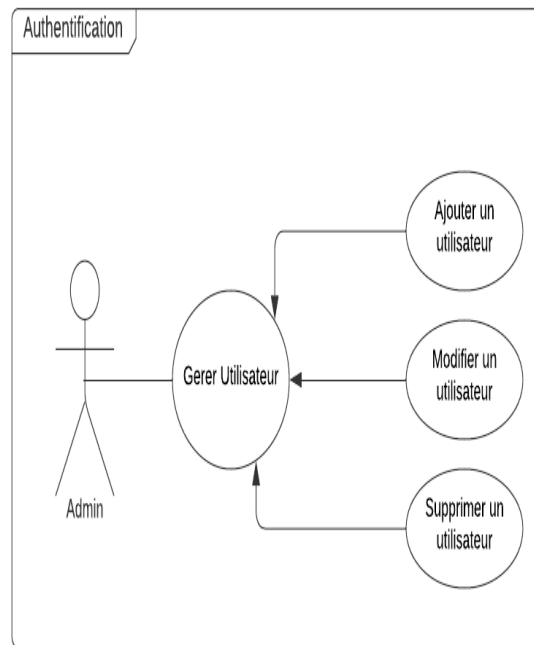 Authentification
Ajouter un
utilisateur
Gerer Utilisateur
Modifier un
utilisateur
Admin
Supprimer un
utilisateur